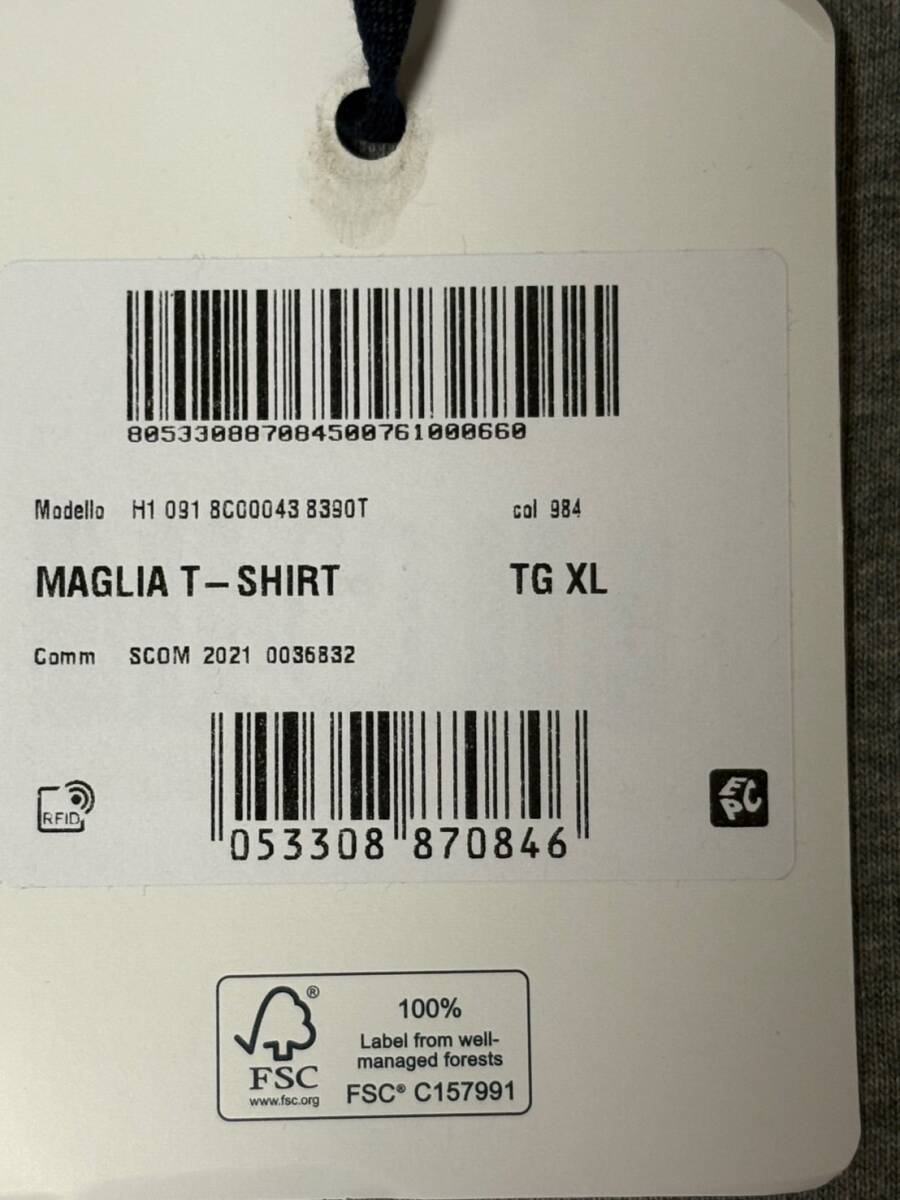 805330887084500761000660
Modello H1 091 8C00043 8390T col 984
MAGLIA T-SHIRT TG XL
Comm SCOM 2021 0036832
RFID
EPC
053308 870846
100%
Label from well-
managed forests
FSC® C157991
®
FSC
www.fsc.org